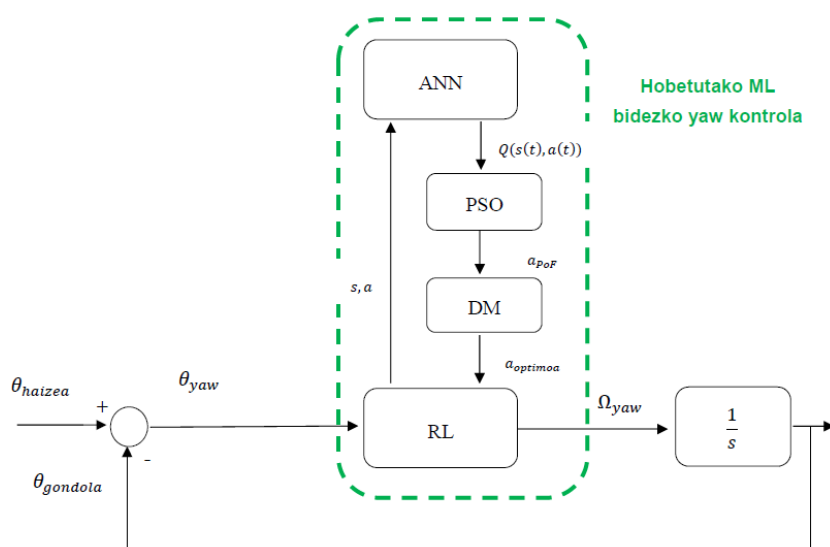 ANN
Hobetutako ML
bidezko yaw kontrola
Q(s(t), a(t))
PSO
a_PoF
s, a
DM
a_optimoa
θ_haizea
+
θ_yaw
RL
Ω_yaw
1
s
-
θ_gondola